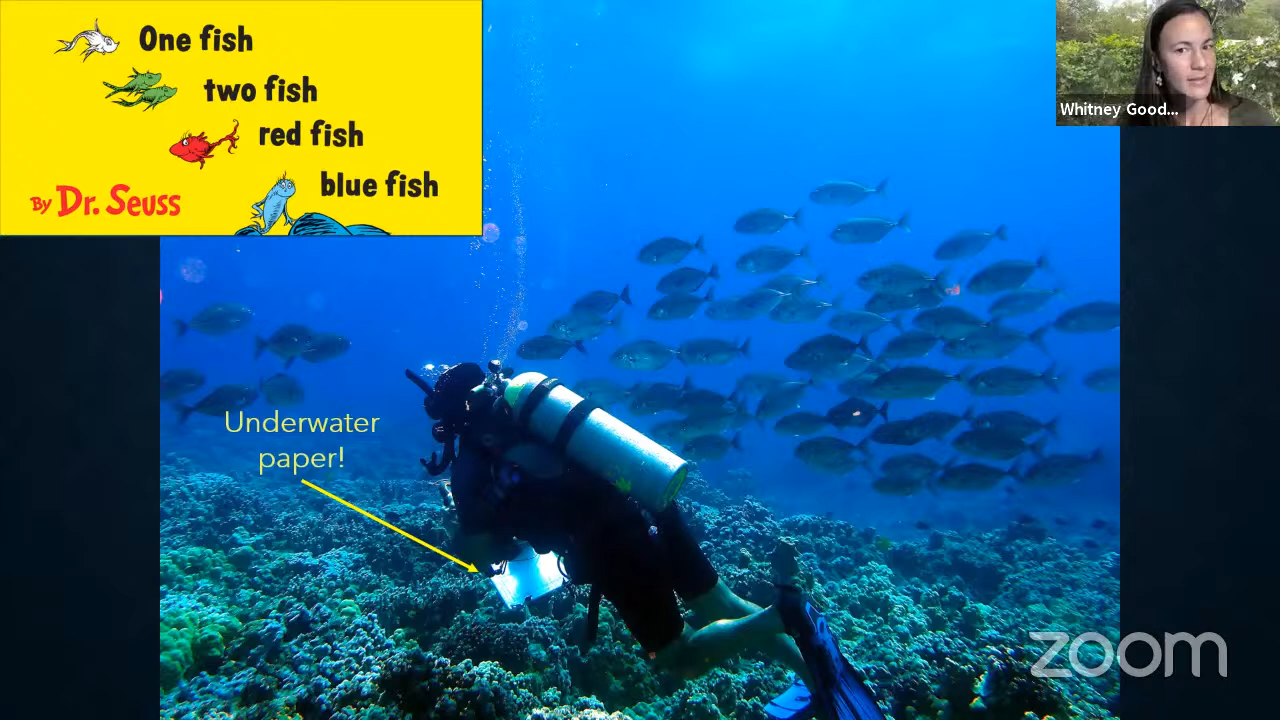 One fish
two fish
red fish
blue fish
By Dr. Seuss
Whitney Good...
Underwater
paper!
zoom